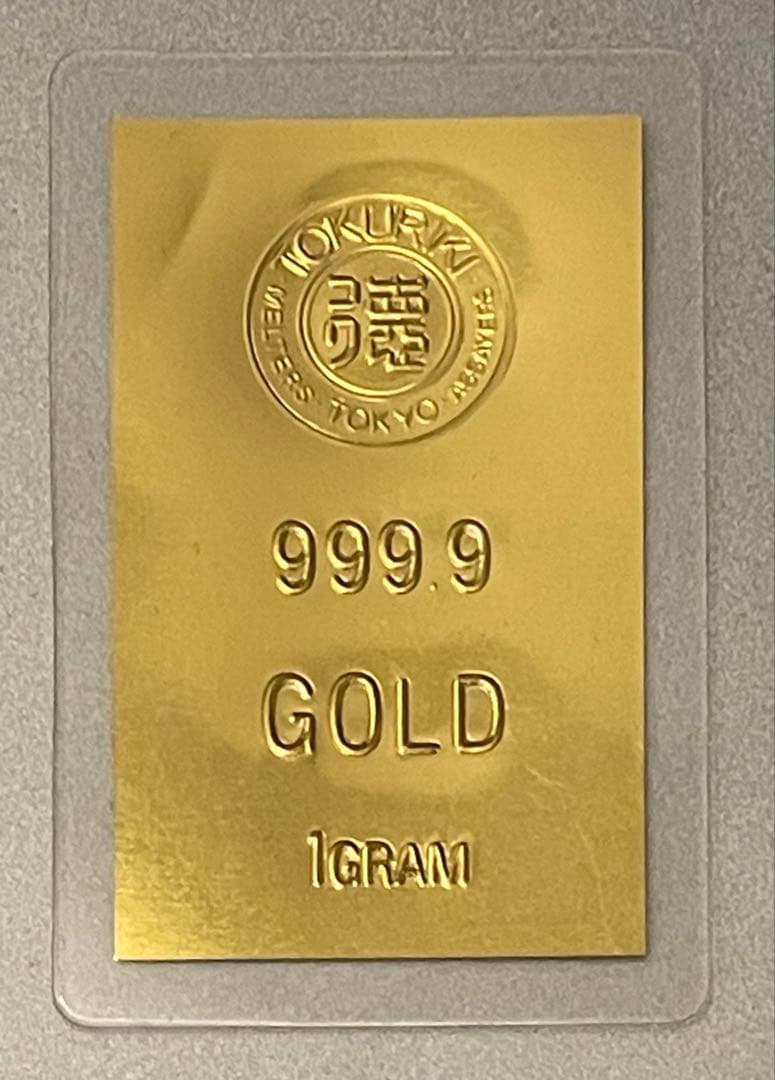 TOKURIKI
MELTERS · TOKYO · ASSAYERS
999.9
GOLD
1GRAM